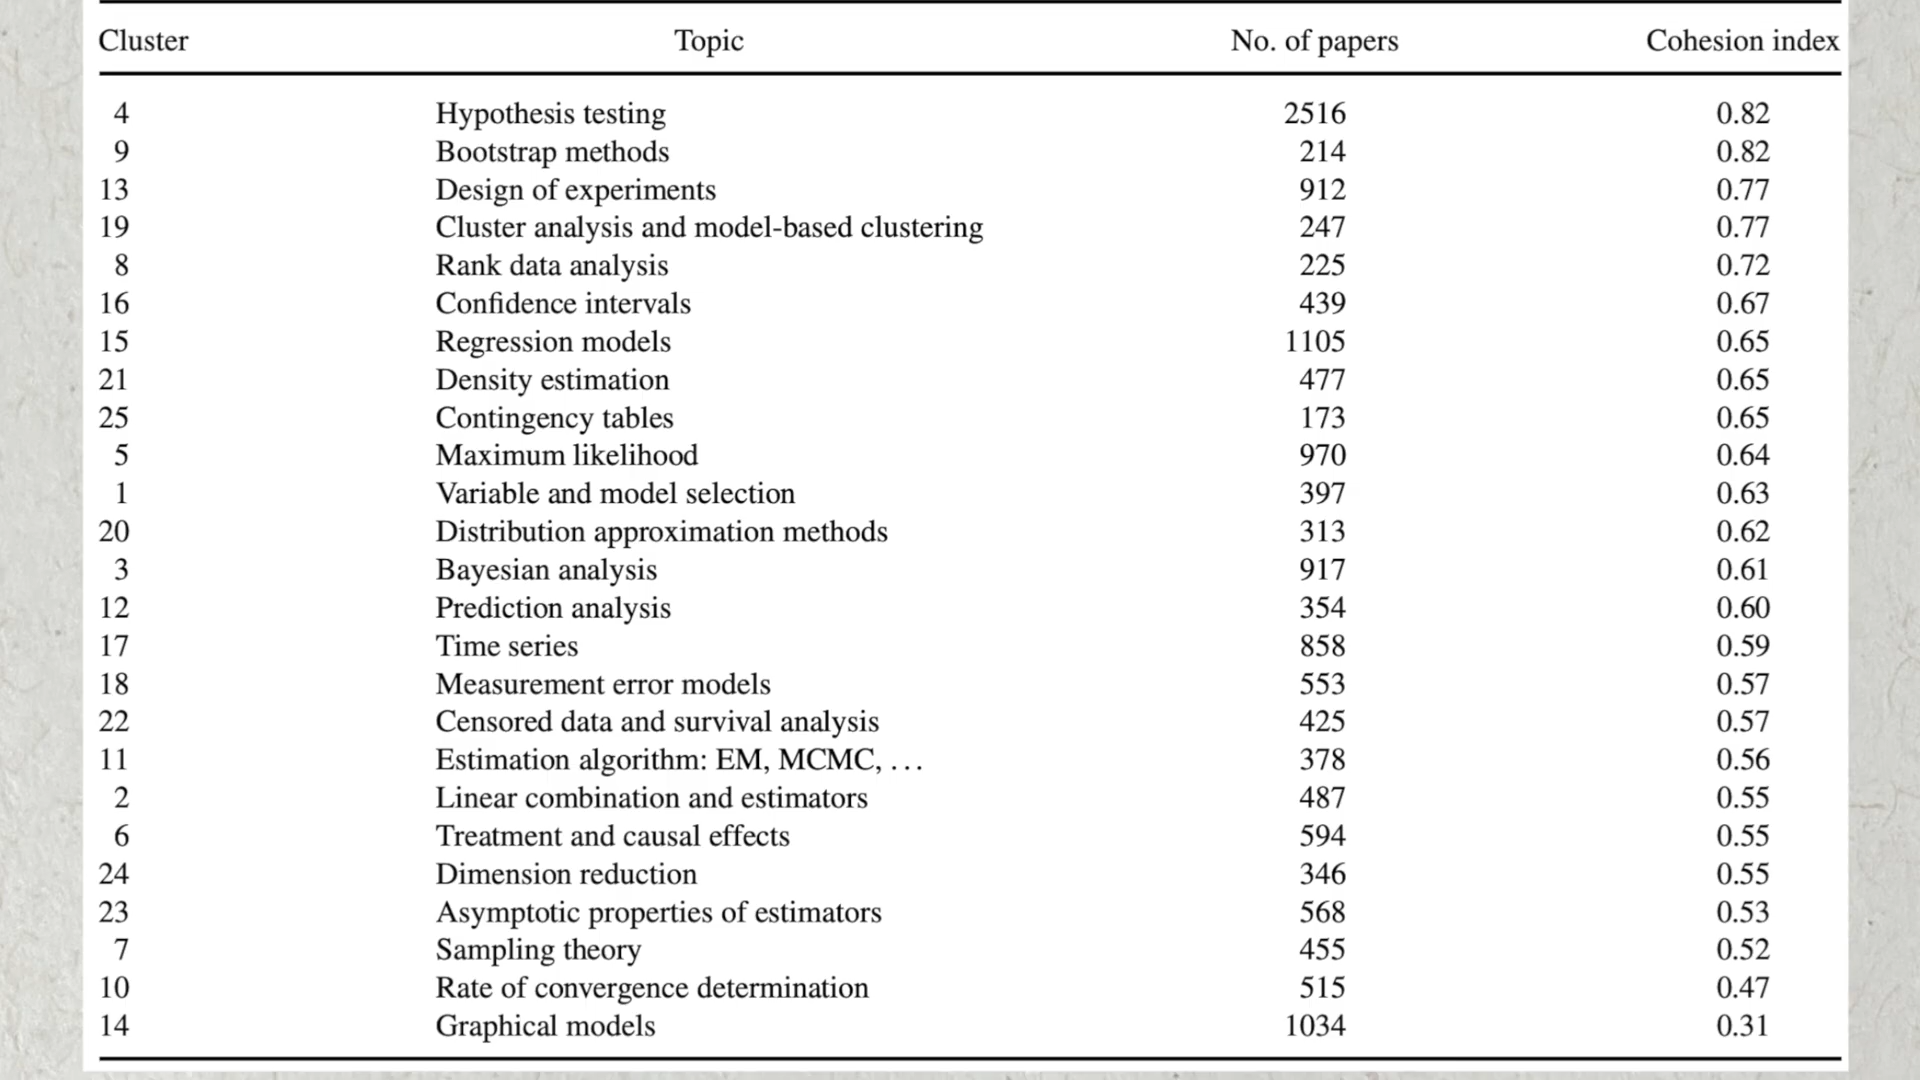 Cluster Topic No. of papers Cohesion index
4 Hypothesis testing 2516 0.82
9 Bootstrap methods 214 0.82
13 Design of experiments 912 0.77
19 Cluster analysis and model-based clustering 247 0.77
8 Rank data analysis 225 0.72
16 Confidence intervals 439 0.67
15 Regression models 1105 0.65
21 Density estimation 477 0.65
25 Contingency tables 173 0.65
5 Maximum likelihood 970 0.64
1 Variable and model selection 397 0.63
20 Distribution approximation methods 313 0.62
3 Bayesian analysis 917 0.61
12 Prediction analysis 354 0.60
17 Time series 858 0.59
18 Measurement error models 553 0.57
22 Censored data and survival analysis 425 0.57
11 Estimation algorithm: EM, MCMC, ... 378 0.56
2 Linear combination and estimators 487 0.55
6 Treatment and causal effects 594 0.55
24 Dimension reduction 346 0.55
23 Asymptotic properties of estimators 568 0.53
7 Sampling theory 455 0.52
10 Rate of convergence determination 515 0.47
14 Graphical models 1034 0.31